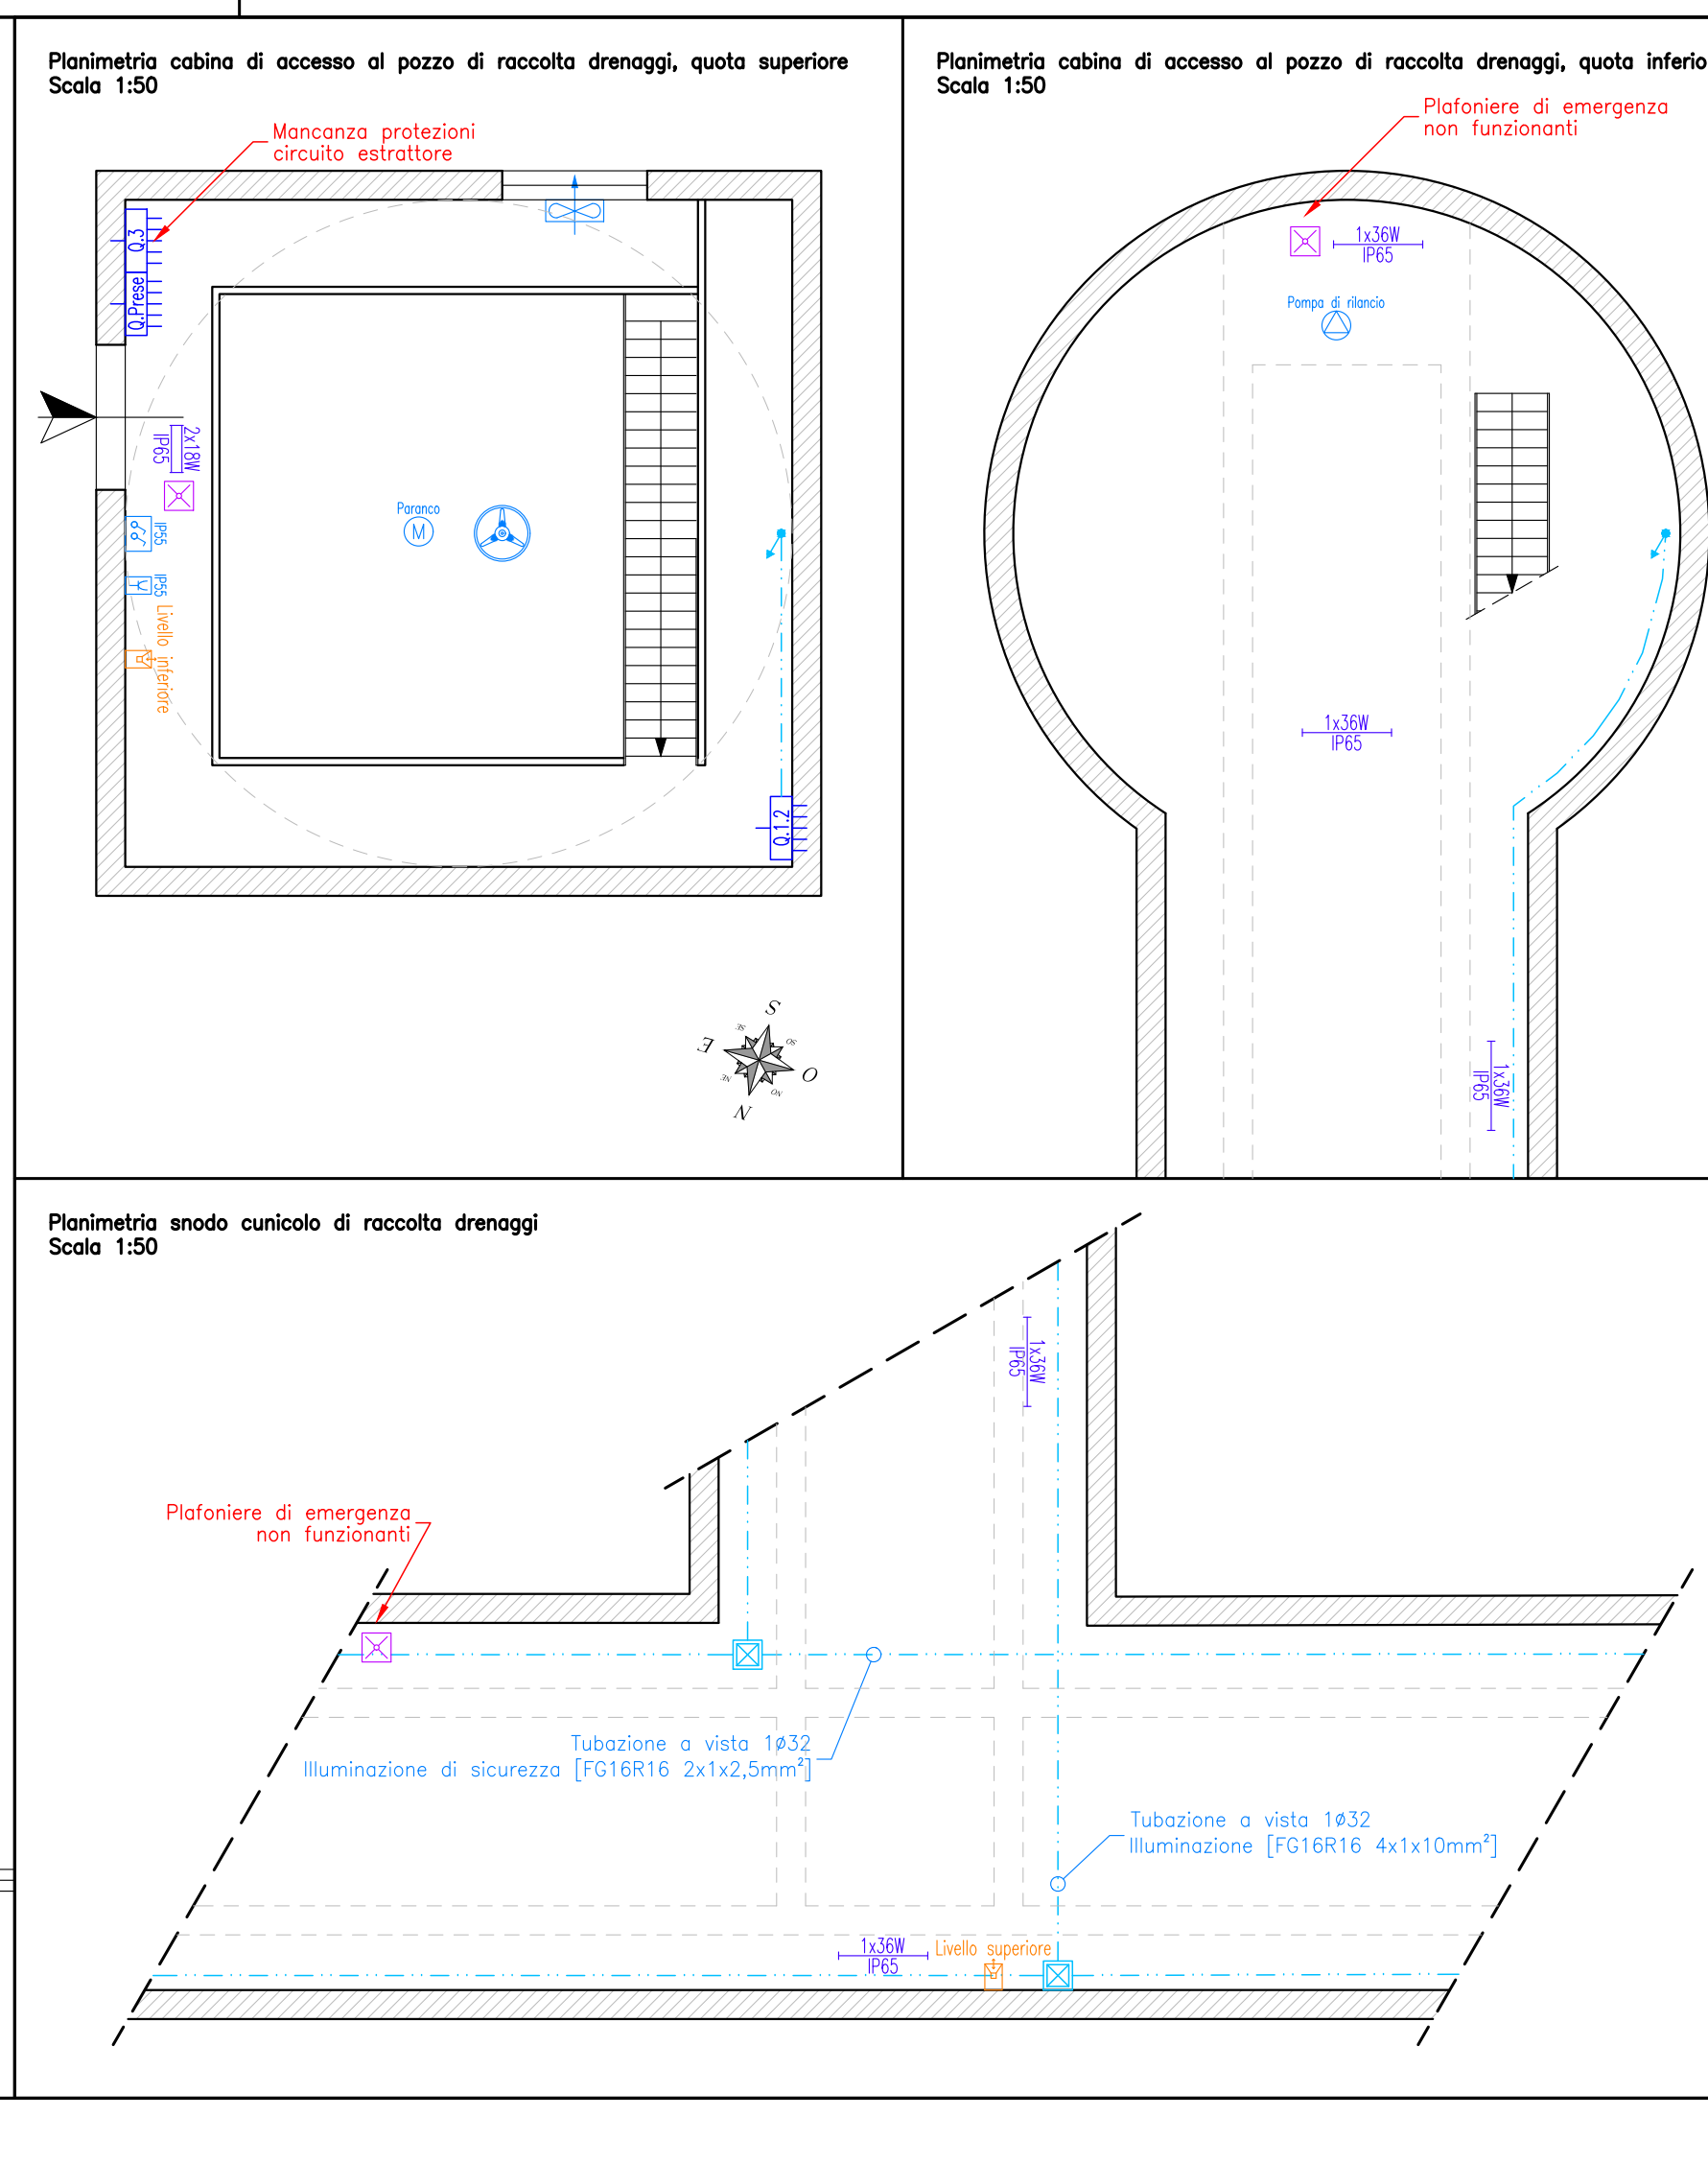 Planimetria cabina di accesso al pozzo di raccolta drenaggi, quota superiore
Scala 1:50
Mancanza protezioni
circuito estrattore
Q.3
Q.Prese
2x18W
IP65
IP55
IP55
Livello inferiore
Paranco
M
Q.1.2
S
SE
SO
E
O
NE
NO
N
Planimetria cabina di accesso al pozzo di raccolta drenaggi, quota inferio
Scala 1:50
Plafoniere di emergenza
non funzionanti
1x36W
IP65
Pompa di rilancio
1x36W
IP65
1x36W
IP65
Planimetria snodo cunicolo di raccolta drenaggi
Scala 1:50
1x36W
IP65
Plafoniere di emergenza
non funzionanti
Tubazione a vista 1ø32
Illuminazione di sicurezza [FG16R16 2x1x2,5mm²]
Tubazione a vista 1ø32
Illuminazione [FG16R16 4x1x10mm²]
1x36W
IP65
Livello superiore